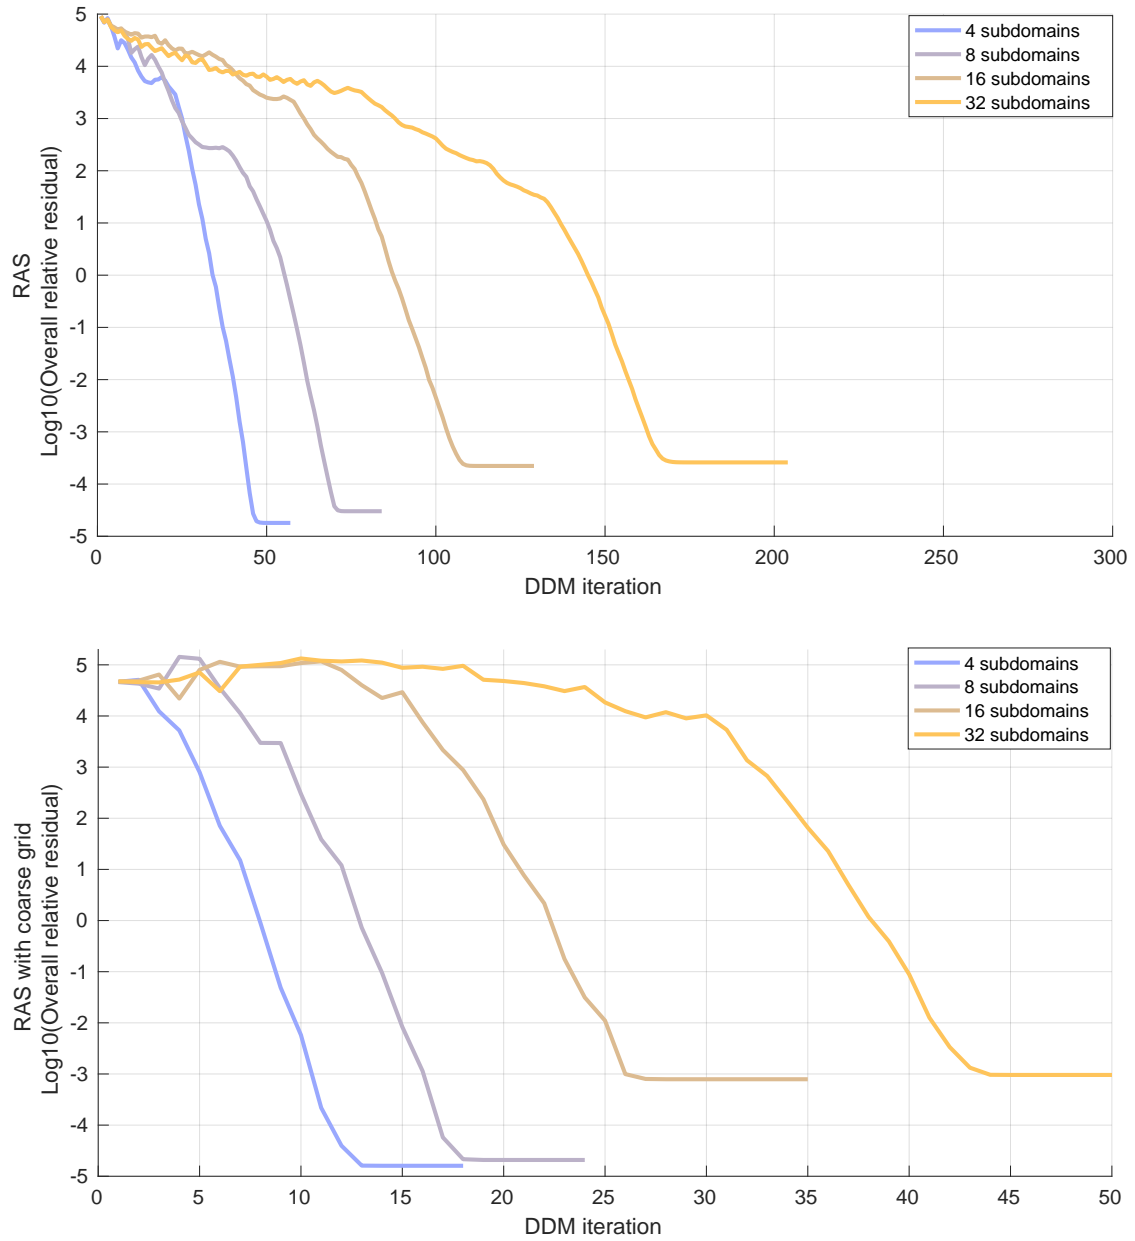 RAS
Log10(Overall relative residual)
5
4
3
2
1
0
-1
-2
-3
-4
-5
4 subdomains
8 subdomains
16 subdomains
32 subdomains
0
50
100
150
200
250
300
DDM iteration
RAS with coarse grid
Log10(Overall relative residual)
5
4
3
2
1
0
-1
-2
-3
-4
-5
4 subdomains
8 subdomains
16 subdomains
32 subdomains
0
5
10
15
20
25
30
35
40
45
50
DDM iteration